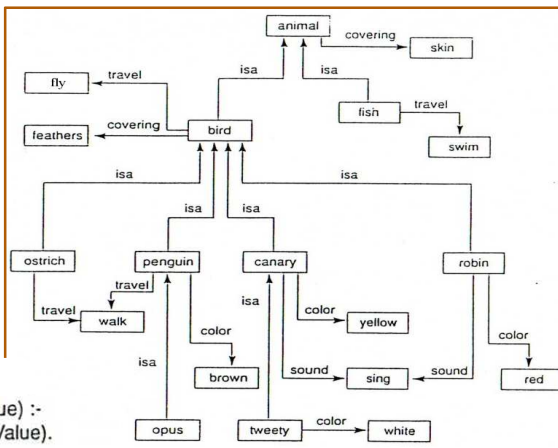 animal
covering
skin
fly
travel
isa
isa
fish
travel
feathers
covering
bird
swim
isa
isa
isa
isa
ostrich
penguin
canary
robin
travel
travel
walk
isa
color
yellow
color
color
isa
brown
sound
sing
sound
red
ue) :-
Value).
opus
tweety
color
white